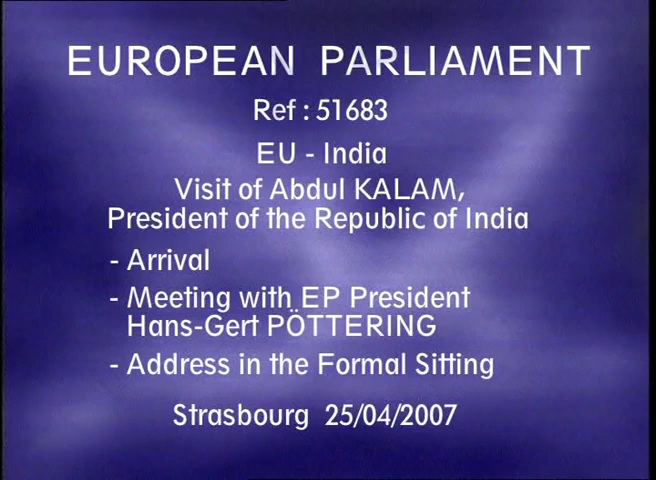 EUROPEAN PARLIAMENT
Ref : 51683
EU - India
Visit of Abdul KALAM,
President of the Republic of India
- Arrival
- Meeting with EP President
Hans-Gert PÖTTERING
- Address in the Formal Sitting
Strasbourg 25/04/2007